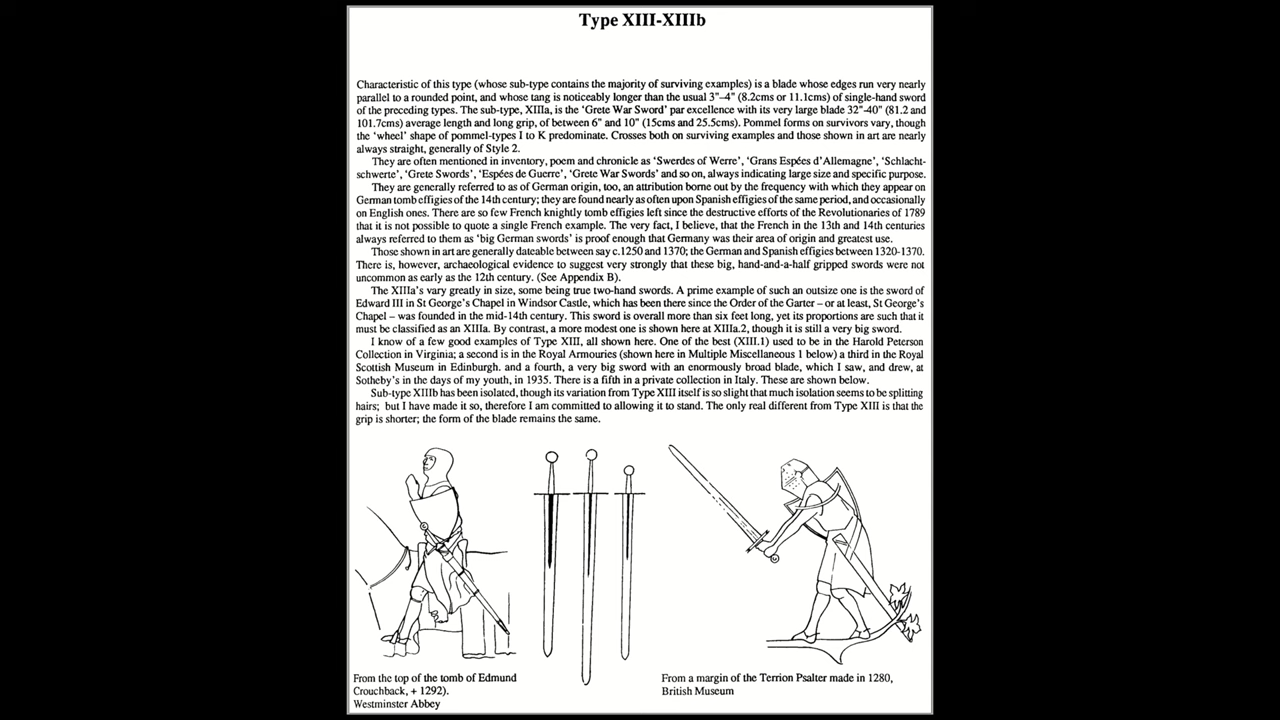 Type XIII-XIIIb
Characteristic of this type (whose sub-type contains the majority of surviving examples) is a blade whose edges run very nearly
parallel to a rounded point, and whose tang is noticeably longer than the usual 3"–4" (8.2cms or 11.1cms) of single-hand sword
of the preceding types. The sub-type, XIIIa, is the 'Grete War Sword' par excellence with its very large blade 32"-40" (81.2 and
101.7cms) average length and long grip, of between 6" and 10" (15cms and 25.5cms). Pommel forms on survivors vary, though
the 'wheel' shape of pommel-types I to K predominate. Crosses both on surviving examples and those shown in art are nearly
always straight, generally of Style 2.
They are often mentioned in inventory, poem and chronicle as 'Swerdes of Werre', 'Grans Espées d'Allemagne', 'Schlacht-
schwerte', 'Grete Swords', 'Espées de Guerre', 'Grete War Swords' and so on, always indicating large size and specific purpose.
They are generally referred to as of German origin, too, an attribution borne out by the frequency with which they appear on
German tomb effigies of the 14th century; they are found nearly as often upon Spanish effigies of the same period, and occasionally
on English ones. There are so few French knightly tomb effigies left since the destructive efforts of the Revolutionaries of 1789
that it is not possible to quote a single French example. The very fact, I believe, that the French in the 13th and 14th centuries
always referred to them as 'big German swords' is proof enough that Germany was their area of origin and greatest use.
Those shown in art are generally dateable between say c.1250 and 1370; the German and Spanish effigies between 1320-1370.
There is, however, archaeological evidence to suggest very strongly that these big, hand-and-a-half gripped swords were not
uncommon as early as the 12th century. (See Appendix B).
The XIIIa's vary greatly in size, some being true two-hand swords. A prime example of such an outsize one is the sword of
Edward III in St George's Chapel in Windsor Castle, which has been there since the Order of the Garter – or at least, St George's
Chapel – was founded in the mid-14th century. This sword is overall more than six feet long, yet its proportions are such that it
must be classified as an XIIIa. By contrast, a more modest one is shown here at XIIIa.2, though it is still a very big sword.
I know of a few good examples of Type XIII, all shown here. One of the best (XIII.1) used to be in the Harold Peterson
Collection in Virginia; a second is in the Royal Armouries (shown here in Multiple Miscellaneous 1 below) a third in the Royal
Scottish Museum in Edinburgh. and a fourth, a very big sword with an enormously broad blade, which I saw, and drew, at
Sotheby's in the days of my youth, in 1935. There is a fifth in a private collection in Italy. These are shown below.
Sub-type XIIIb has been isolated, though its variation from Type XIII itself is so slight that much isolation seems to be splitting
hairs; but I have made it so, therefore I am committed to allowing it to stand. The only real different from Type XIII is that the
grip is shorter; the form of the blade remains the same.
From the top of the tomb of Edmund
Crouchback, + 1292).
Westminster Abbey
From a margin of the Terrion Psalter made in 1280,
British Museum